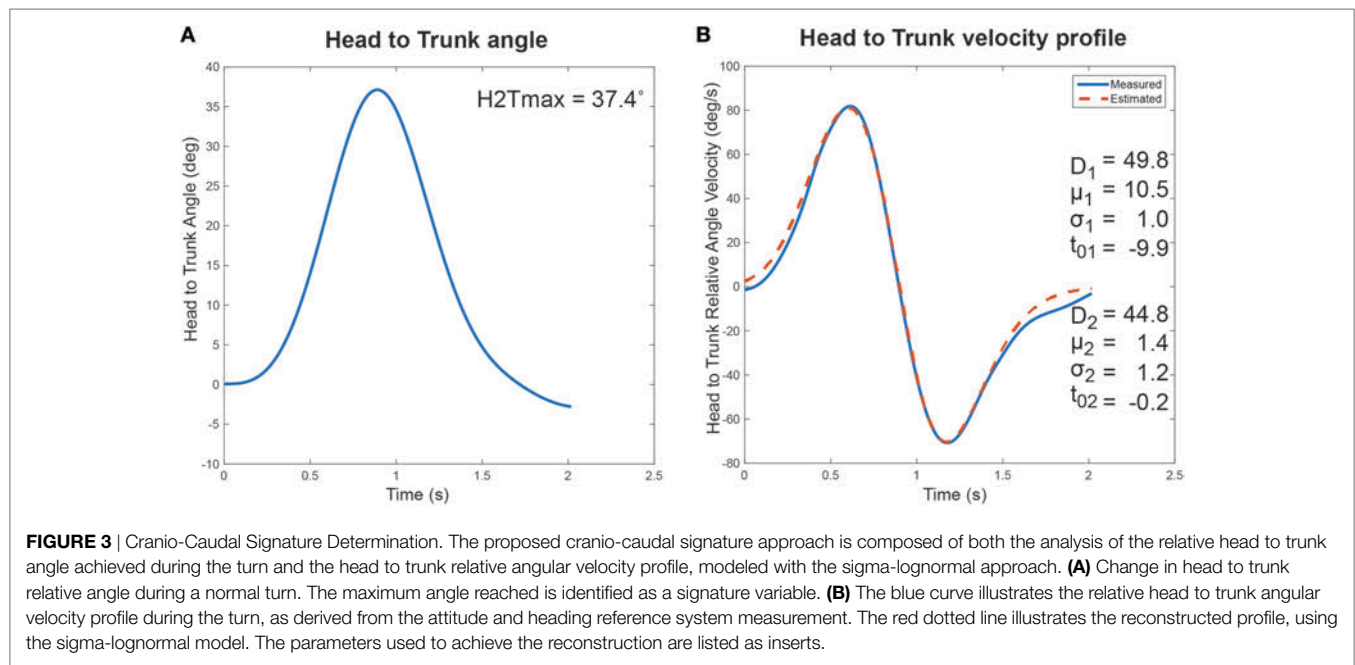 A
Head to Trunk angle
40
35
30
25
20
15
10
5
0
-5
-10
Head to Trunk Angle (deg)
H2Tmax = 37.4°
0 0.5 1 1.5 2 2.5
Time (s)
B
Head to Trunk velocity profile
100
80
60
40
20
0
-20
-40
-60
-80
Head to Trunk Relative Angle Velocity (deg/s)
Measured
Estimated
D₁ = 49.8
μ₁ = 10.5
σ₁ = 1.0
t₀₁ = -9.9
D₂ = 44.8
μ₂ = 1.4
σ₂ = 1.2
t₀₂ = -0.2
0 0.5 1 1.5 2 2.5
Time (s)
FIGURE 3 | Cranio-Caudal Signature Determination. The proposed cranio-caudal signature approach is composed of both the analysis of the relative head to trunk
angle achieved during the turn and the head to trunk relative angular velocity profile, modeled with the sigma-lognormal approach. (A) Change in head to trunk
relative angle during a normal turn. The maximum angle reached is identified as a signature variable. (B) The blue curve illustrates the relative head to trunk angular
velocity profile during the turn, as derived from the attitude and heading reference system measurement. The red dotted line illustrates the reconstructed profile, using
the sigma-lognormal model. The parameters used to achieve the reconstruction are listed as inserts.